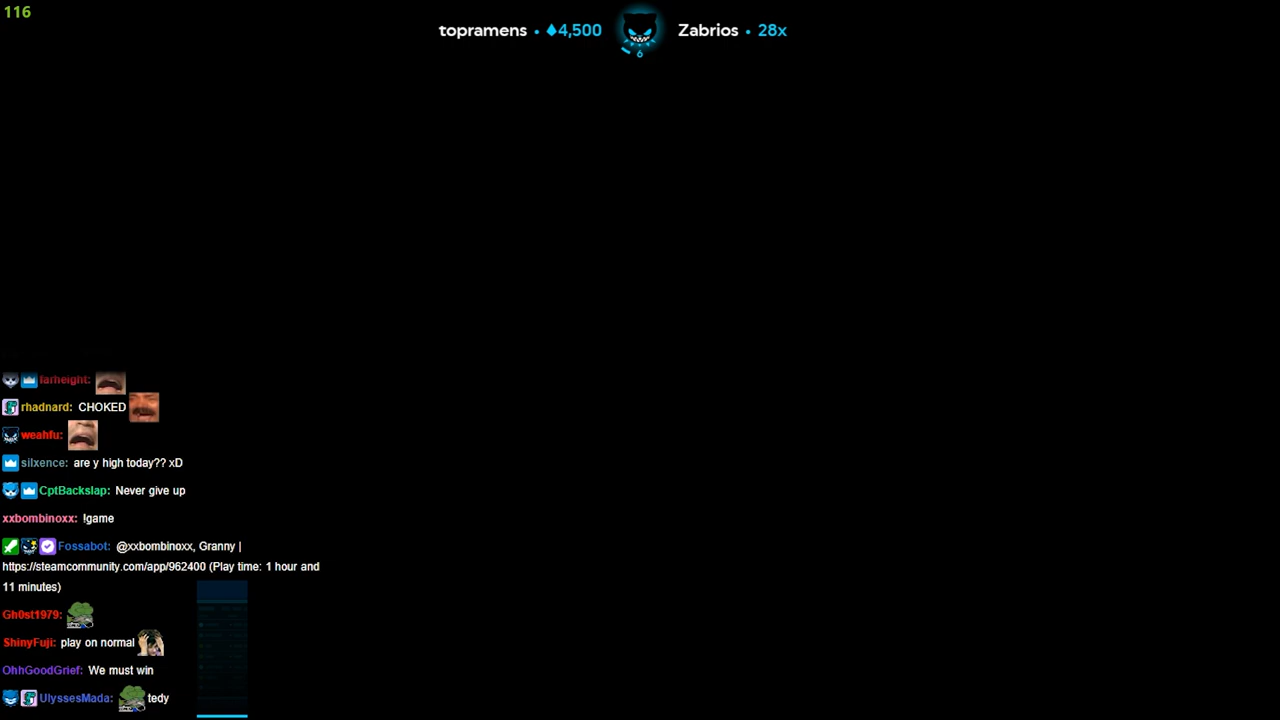 116
topramens • 4,500
Zabrios • 28x
6
farheight:
rhadnard: CHOKED
weahfu:
silxence: are y high today?? xD
CptBackslap: Never give up
xxbombinoxx: !game
Fossabot: @xxbombinoxx, Granny |
https://steamcommunity.com/app/962400 (Play time: 1 hour and
11 minutes)
Gh0st1979:
ShinyFuji: play on normal
OhhGoodGrief: We must win
UlyssesMada: tedy